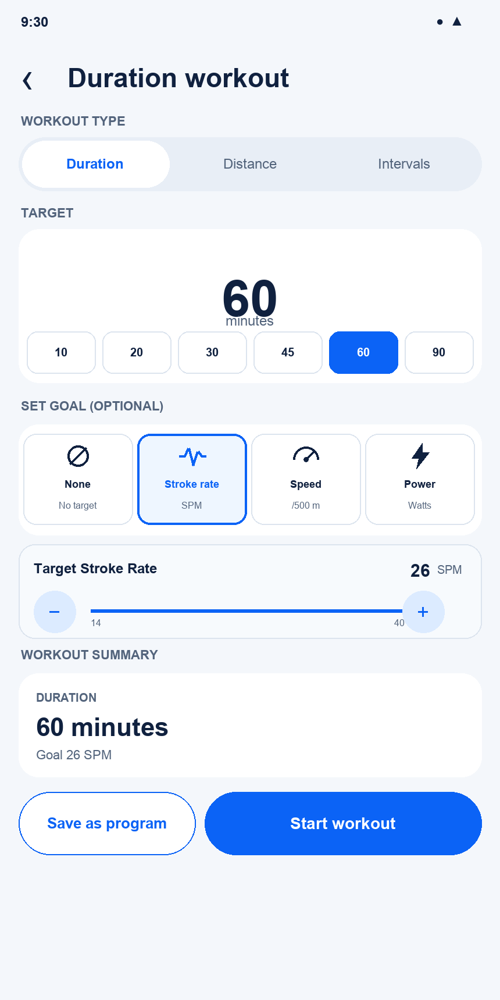 9:30
Duration workout
WORKOUT TYPE
Duration Distance Intervals
TARGET
60
minutes
10 20 30 45 60 90
SET GOAL (OPTIONAL)
None Stroke rate Speed Power
No target SPM /500 m Watts
Target Stroke Rate 26 SPM
− +
14 40
WORKOUT SUMMARY
DURATION
60 minutes
Goal 26 SPM
Save as program Start workout